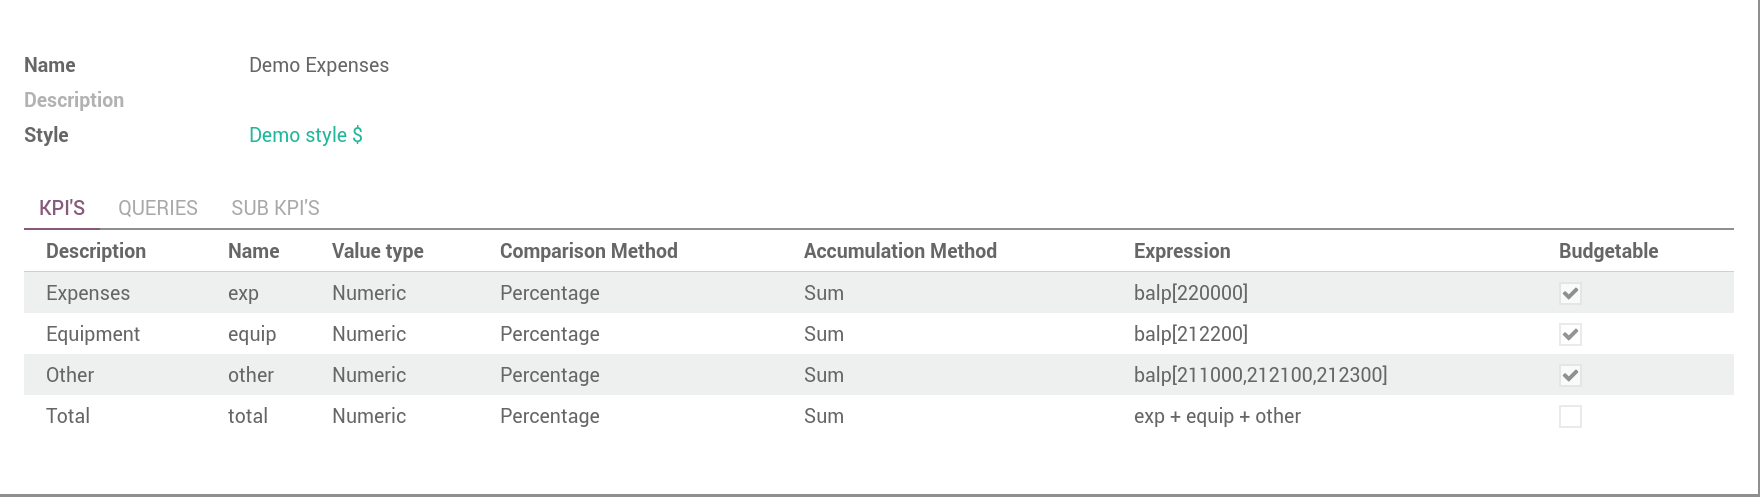 Name Demo Expenses
Description
Style Demo style $
KPI'S QUERIES SUB KPI'S
Description Name Value type Comparison Method Accumulation Method Expression Budgetable
Expenses exp Numeric Percentage Sum balp[220000]
Equipment equip Numeric Percentage Sum balp[212200]
Other other Numeric Percentage Sum balp[211000,212100,212300]
Total total Numeric Percentage Sum exp + equip + other